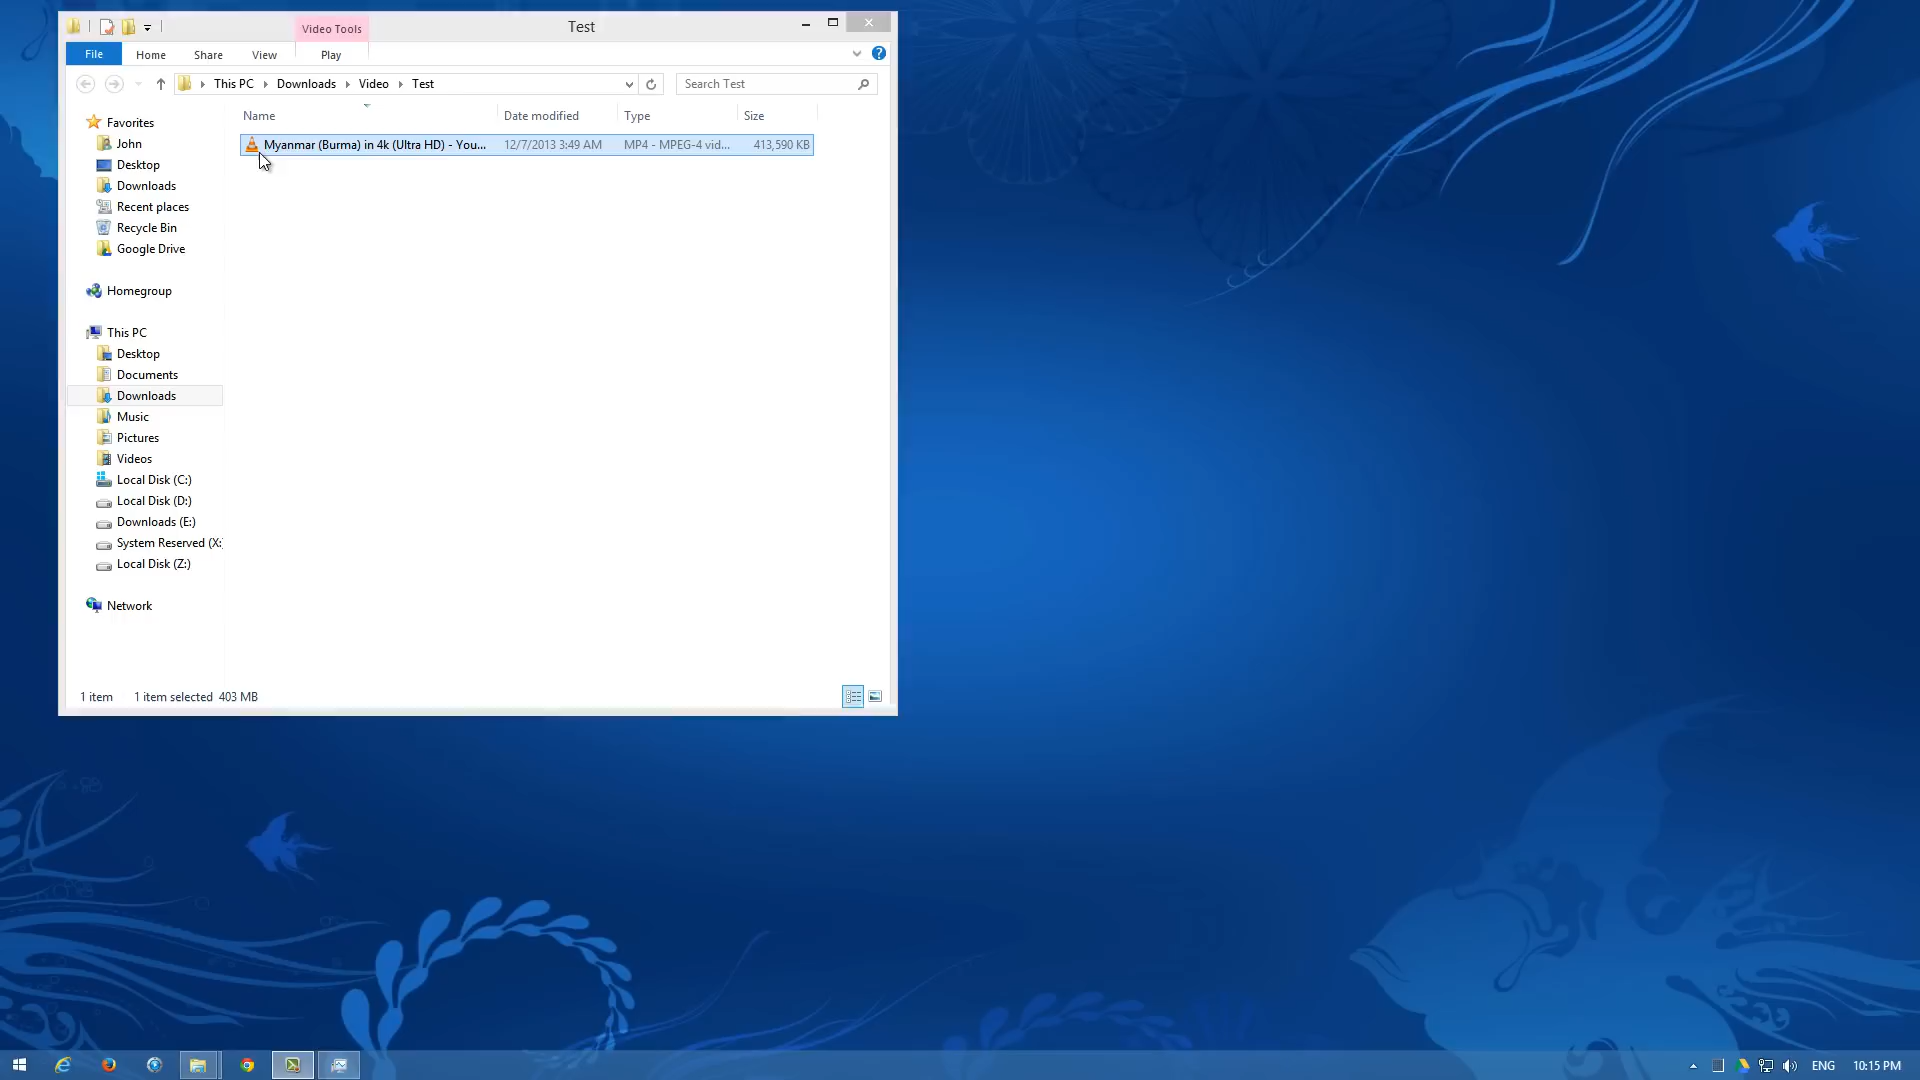 Video Tools
Test
File
Home
Share
View
Play
This PC
Downloads
Video
Test
Search Test
Name
Date modified
Type
Size
Myanmar (Burma) in 4k (Ultra HD) - You...
12/7/2013 3:49 AM
MP4 - MPEG-4 vid...
413,590 KB
Favorites
John
Desktop
Downloads
Recent places
Recycle Bin
Google Drive
Homegroup
This PC
Desktop
Documents
Downloads
Music
Pictures
Videos
Local Disk (C:)
Local Disk (D:)
Downloads (E:)
System Reserved (X:
Local Disk (Z:)
Network
1 item
1 item selected 403 MB
ENG
10:15 PM